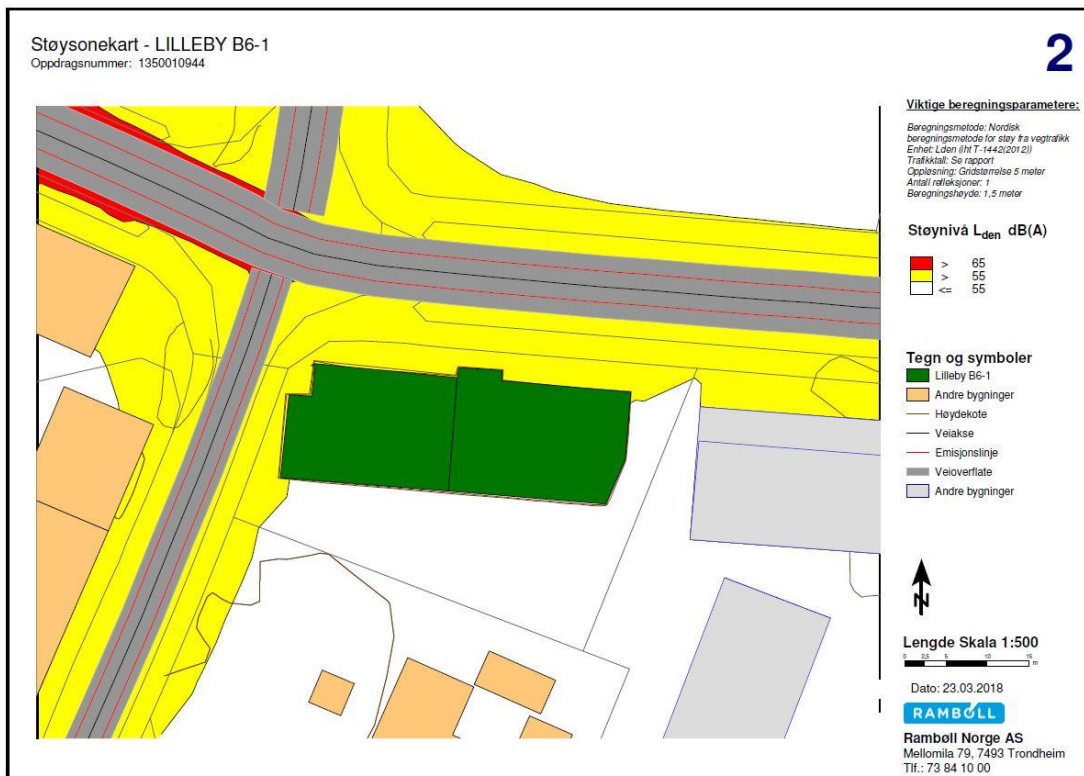 Støysonekart - LILLEBY B6-1
Oppdragsnummer: 1350010944
2
Viktige beregningsparametere:
Beregningsmetode: Nordisk
beregningsmetode for støy fra vegtrafikk
Enhet: Lden (iht T-1442(2012))
Trafikktall: Se rapport
Oppløsning: Gridstørrelse 5 meter
Antall refleksjoner: 1
Beregningshøyde: 1,5 meter
Støynivå Lden dB(A)
> 65
> 55
<= 55
Tegn og symboler
Lilleby B6-1
Andre bygninger
Høydekote
Veiakse
Emisjonslinje
Veioverflate
Andre bygninger
N
Lengde Skala 1:500
0 2,5 5 10 15
m
Dato: 23.03.2018
RAMBOLL
Rambøll Norge AS
Mellomila 79, 7493 Trondheim
Tlf.: 73 84 10 00